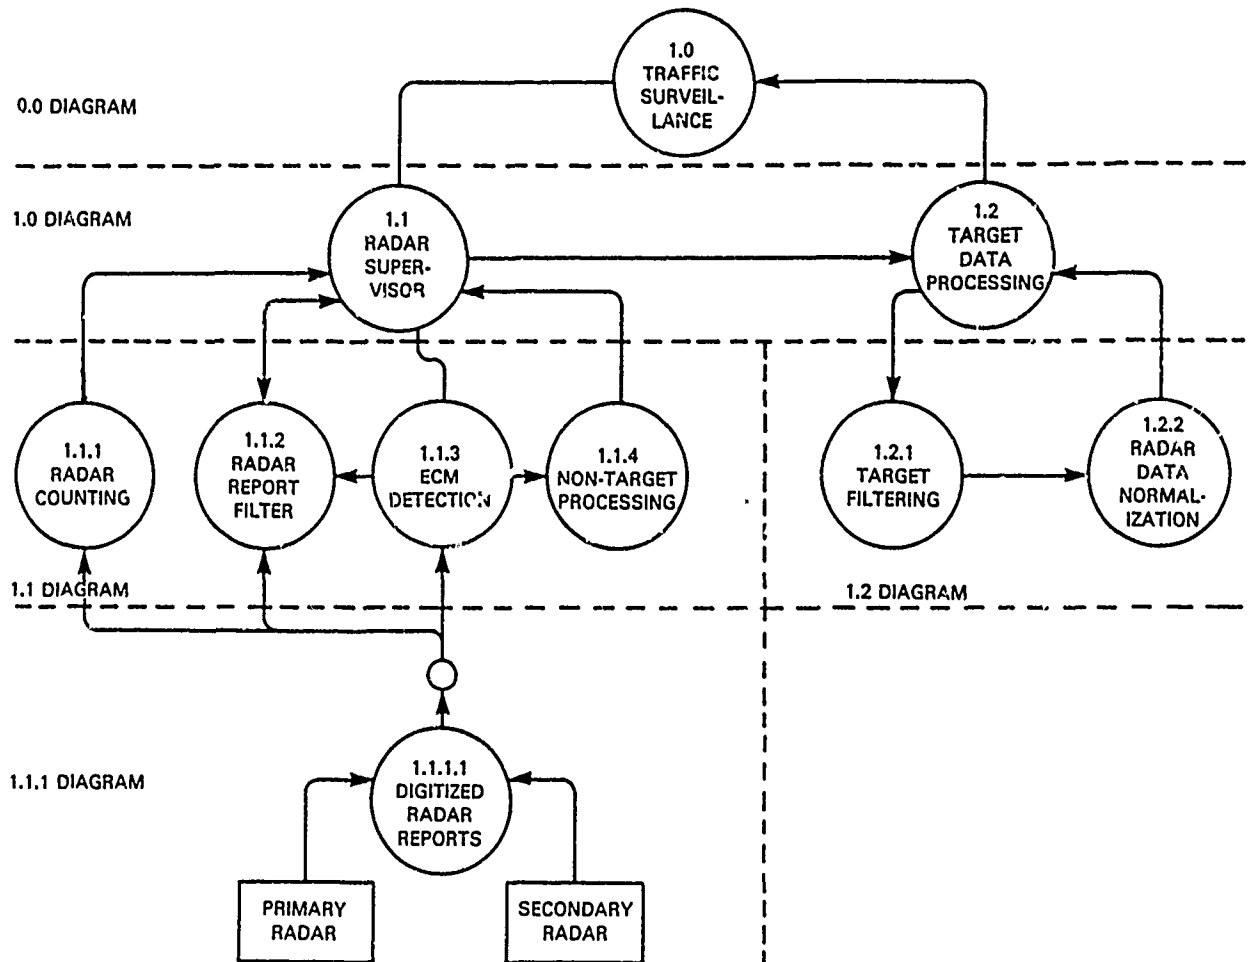 1.0
TRAFFIC
SURVEIL-
LANCE
0.0 DIAGRAM
1.0 DIAGRAM
1.1
RADAR
SUPER-
VISOR
1.2
TARGET
DATA
PROCESSING
1.1.1
RADAR
COUNTING
1.1.2
RADAR
REPORT
FILTER
1.1.3
ECM
DETECTION
1.1.4
NON-TARGET
PROCESSING
1.2.1
TARGET
FILTERING
1.2.2
RADAR
DATA
NORMAL-
IZATION
1.1 DIAGRAM
1.2 DIAGRAM
1.1.1 DIAGRAM
1.1.1.1
DIGITIZED
RADAR
REPORTS
PRIMARY
RADAR
SECONDARY
RADAR